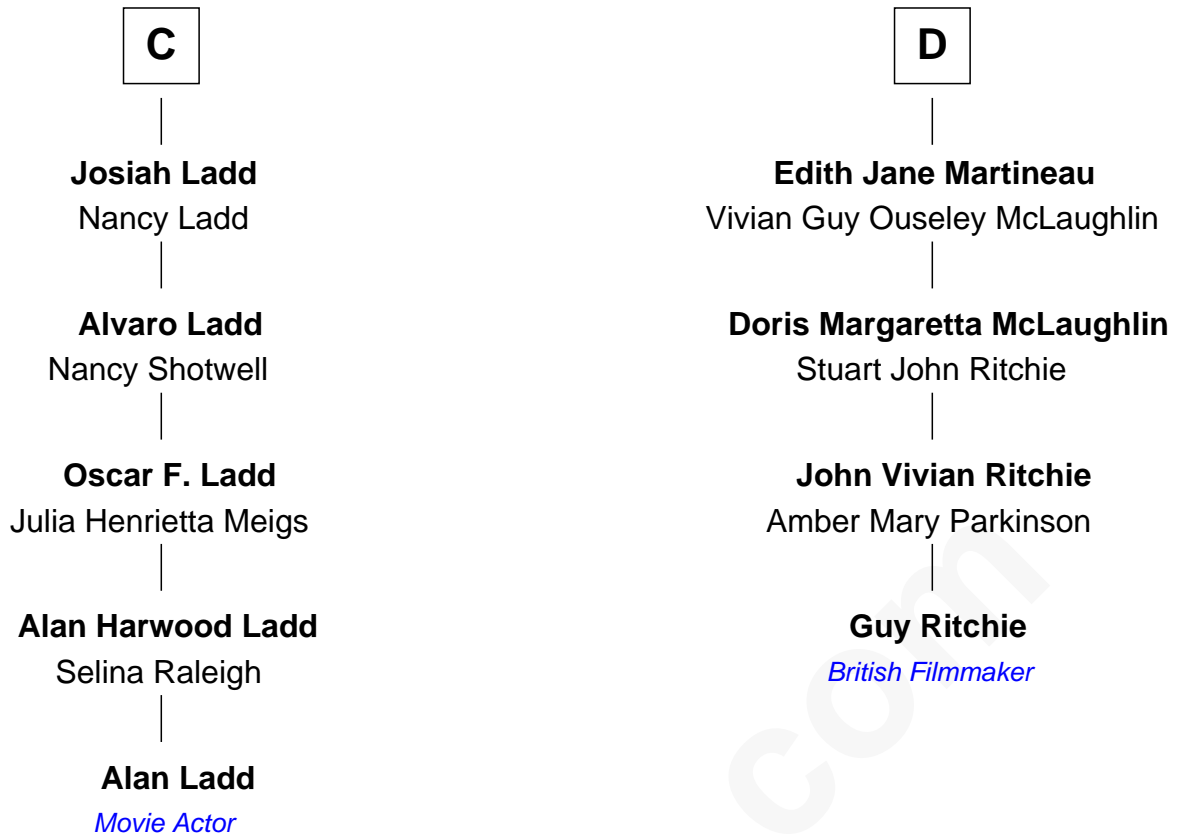 C
Josiah Ladd
Nancy Ladd
Alvaro Ladd
Nancy Shotwell
Oscar F. Ladd
Julia Henrietta Meigs
Alan Harwood Ladd
Selina Raleigh
Alan Ladd
Movie Actor
D
Edith Jane Martineau
Vivian Guy Ouseley McLaughlin
Doris Margaretta McLaughlin
Stuart John Ritchie
John Vivian Ritchie
Amber Mary Parkinson
Guy Ritchie
British Filmmaker
com